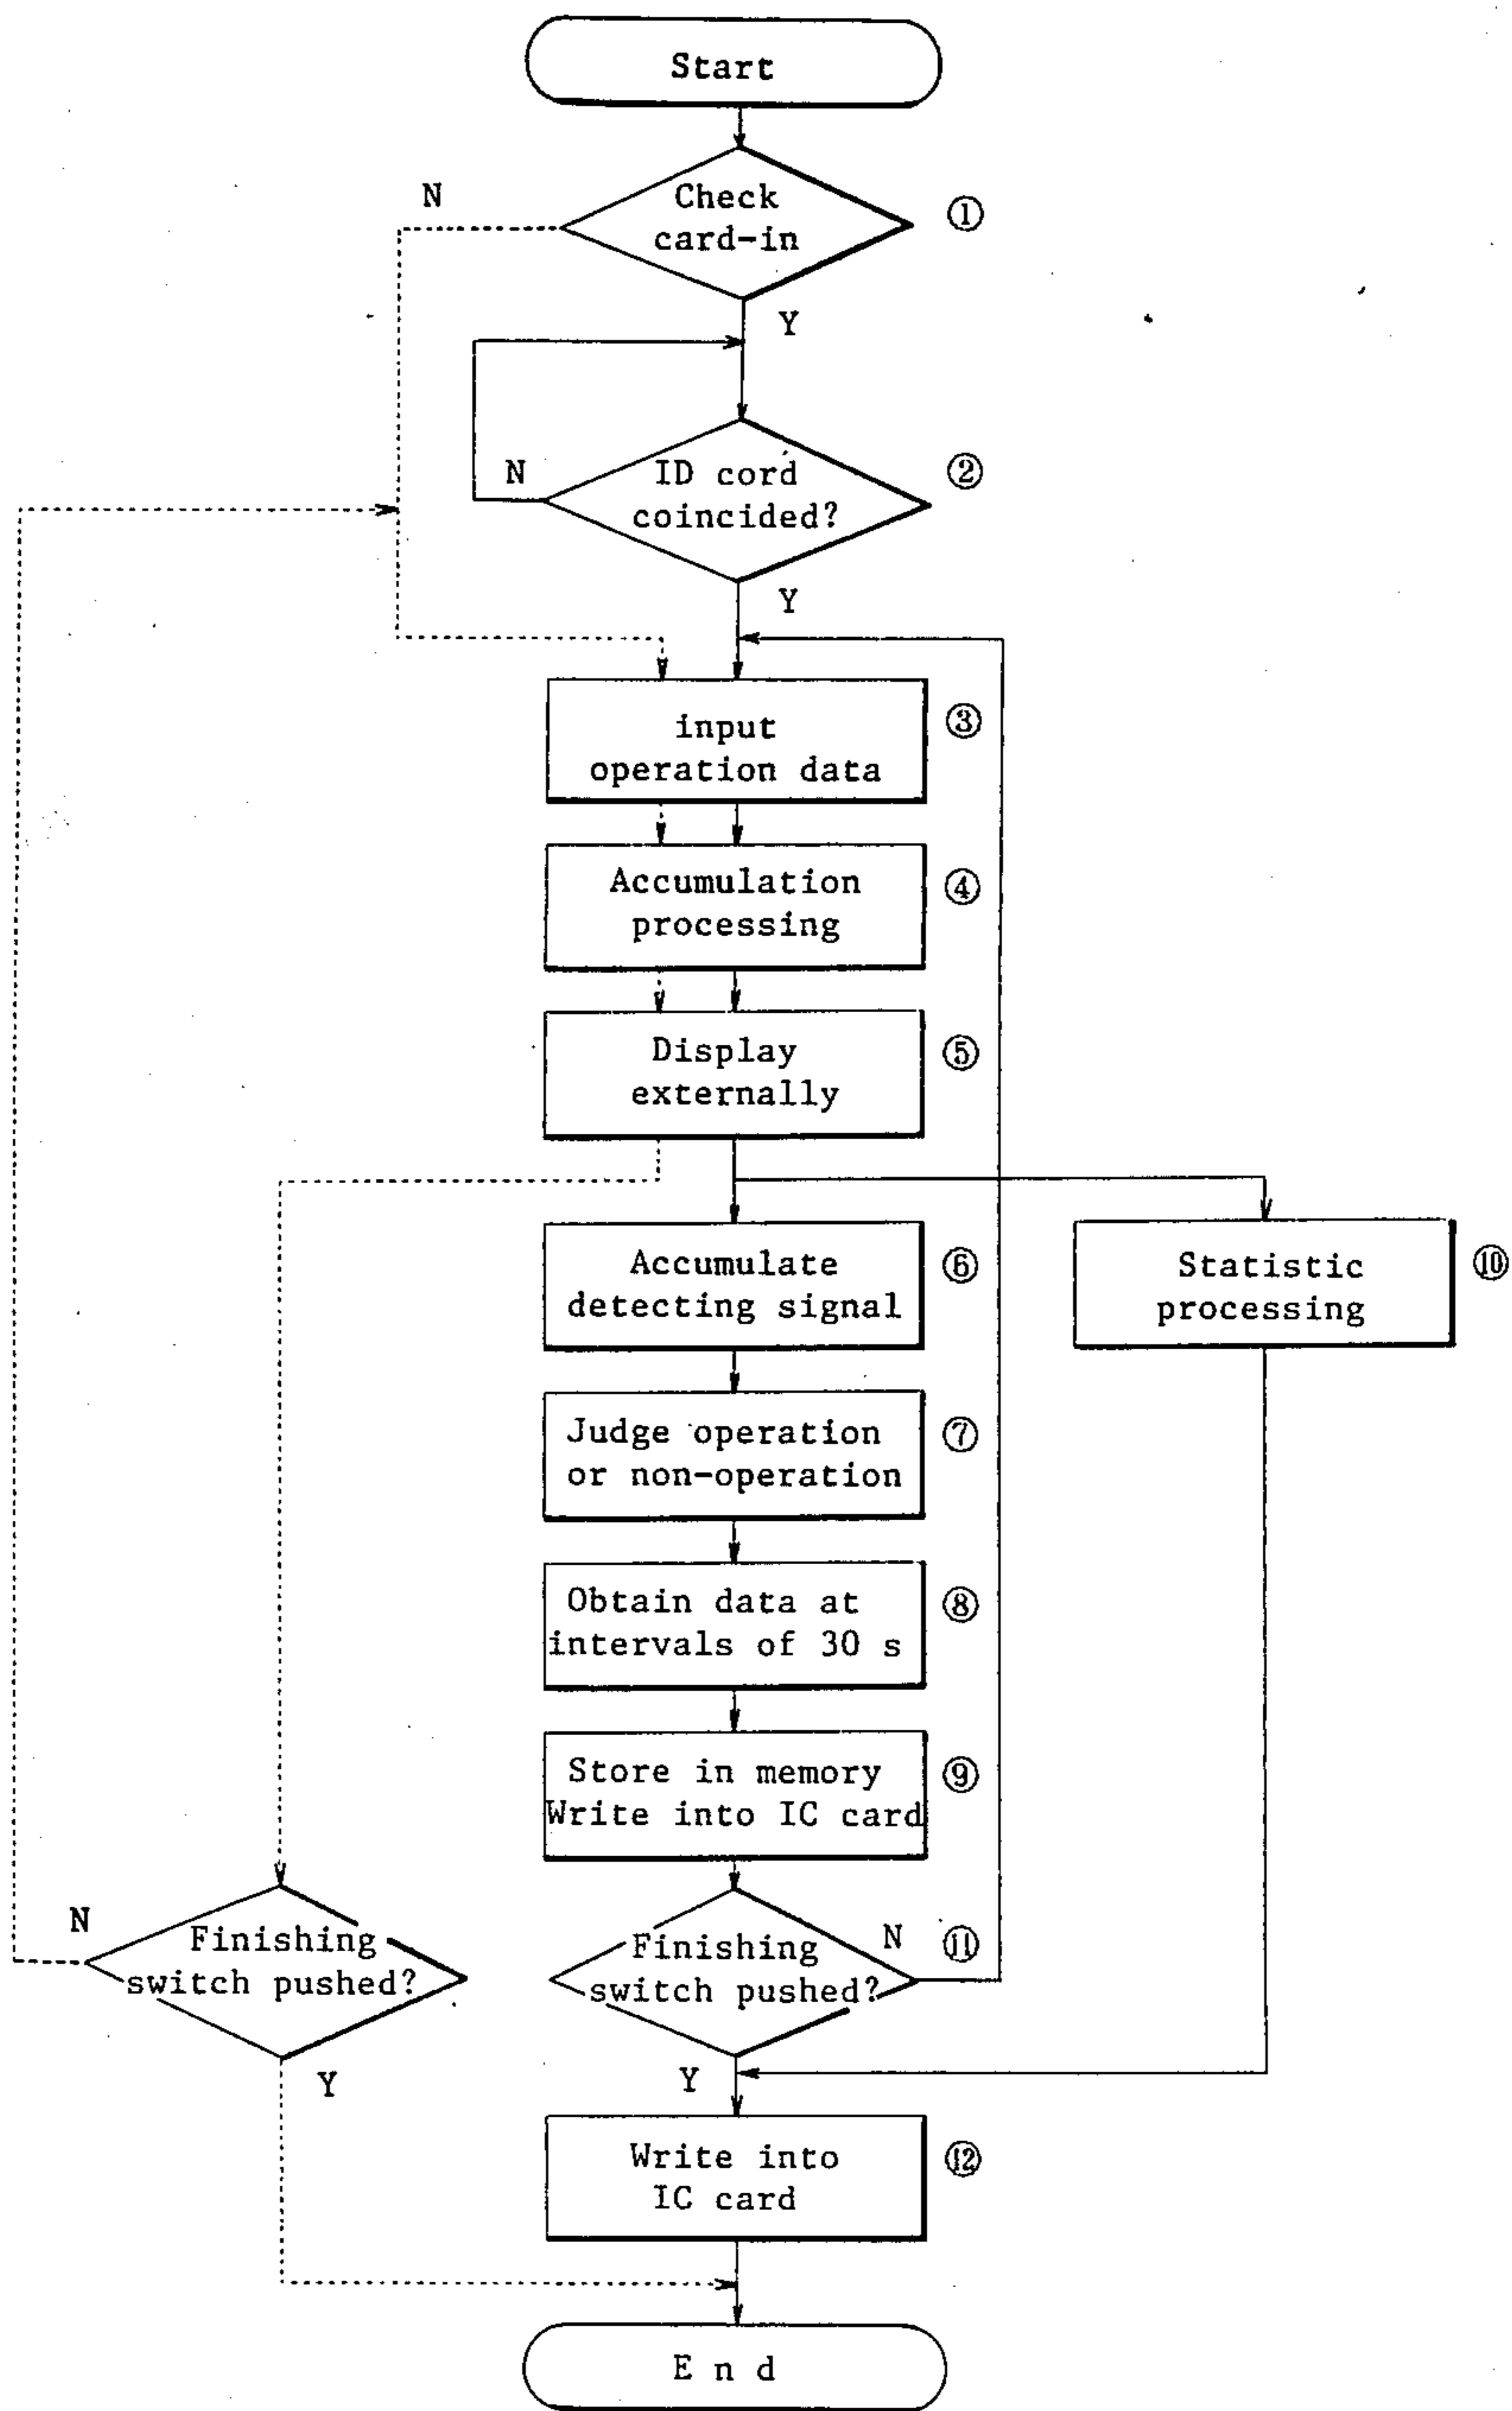 Start
N
Check
card-in
①
Y
N
ID cord
coincided?
②
Y
input
operation data
③
Accumulation
processing
④
Display
externally
⑤
Accumulate
detecting signal
⑥
Statistic
processing
⑩
Judge operation
or non-operation
⑦
Obtain data at
intervals of 30 s
⑧
Store in memory
Write into IC card
⑨
N
Finishing
switch pushed?
Y
Finishing
switch pushed?
N
⑪
Y
Write into
IC card
⑫
E n d